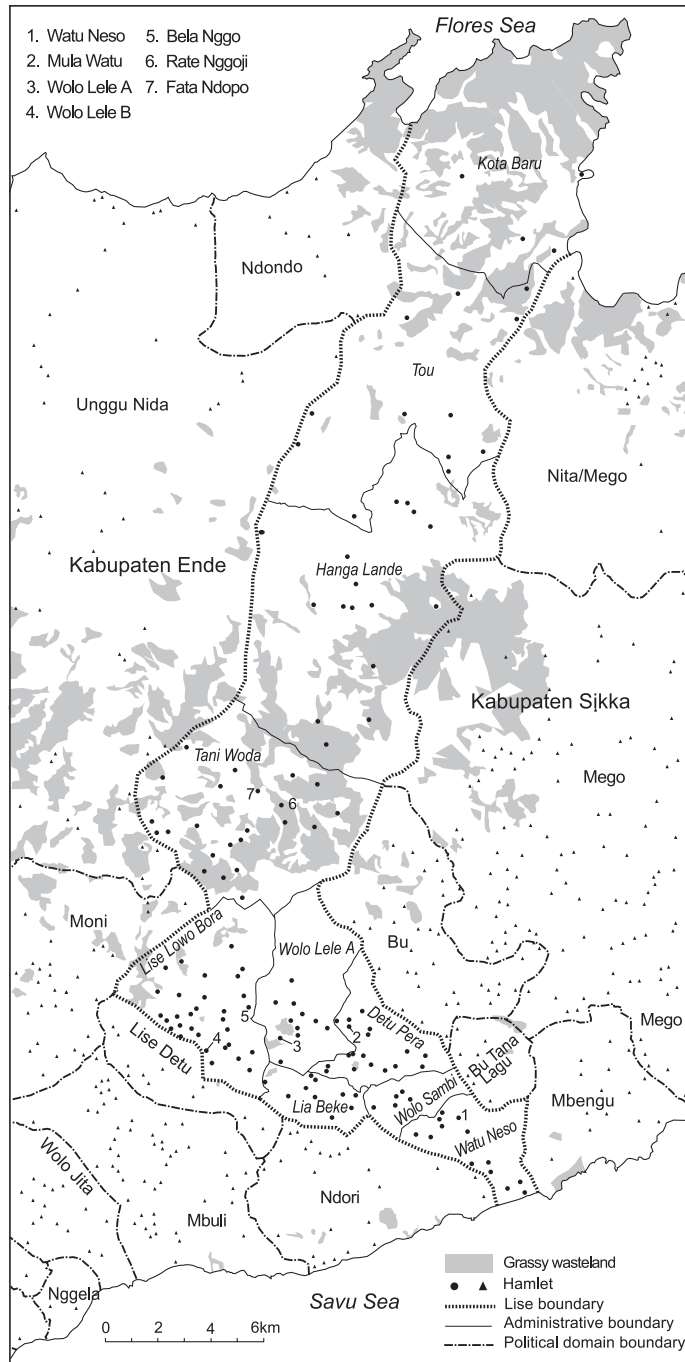 Flores Sea
1. Watu Neso 5. Bela Nggo
2. Mula Watu 6. Rate Nggoji
3. Wolo Lele A 7. Fata Ndopo
4. Wolo Lele B
Kota Baru
Ndondo
Tou
Unggu Nida
Nita/Mego
Kabupaten Ende
Hanga Lande
Kabupaten Sikka
Tani Woda
Mego
7
6
Moni
Lise Lowo Bora
Wolo Lele A
Bu
5
Detu Pera
2
Mego
Lise Detu
4
3
Bu Tana
Lagu
Lia Beke
Wolo Sambi
Mbengu
1
Watu Neso
Wolo Jita
Ndori
Mbuli
Nggela
Savu Sea
Grassy wasteland
Hamlet
Lise boundary
Administrative boundary
Political domain boundary
0 2 4 6km